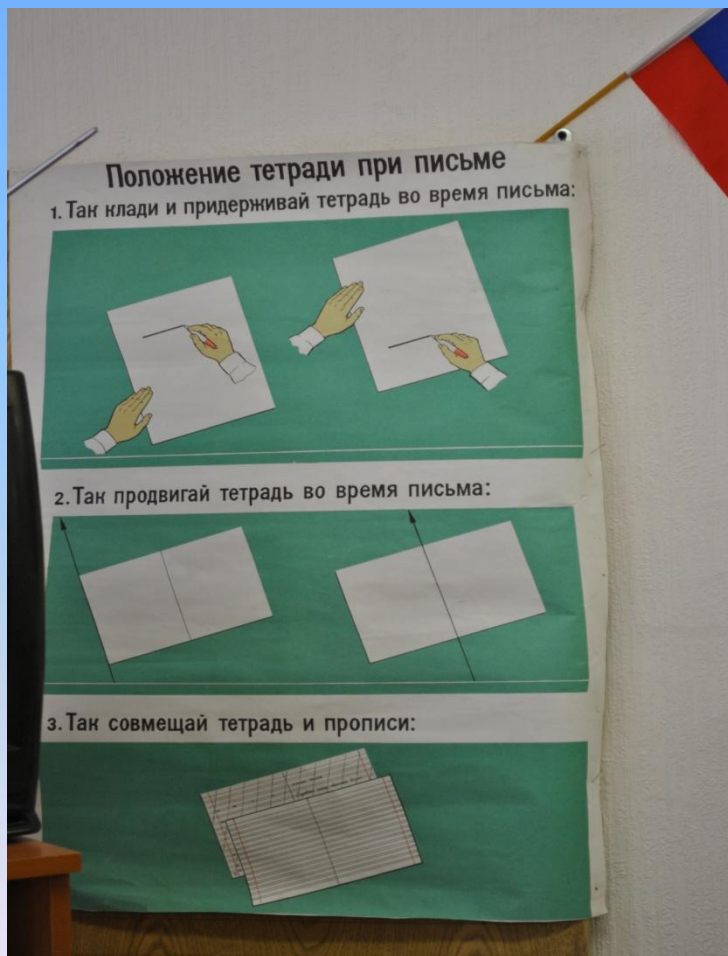 Положение тетради при письме
1. Так клади и придерживай тетрадь во время письма:
2. Так продвигай тетрадь во время письма:
3. Так совмещай тетрадь и прописи: